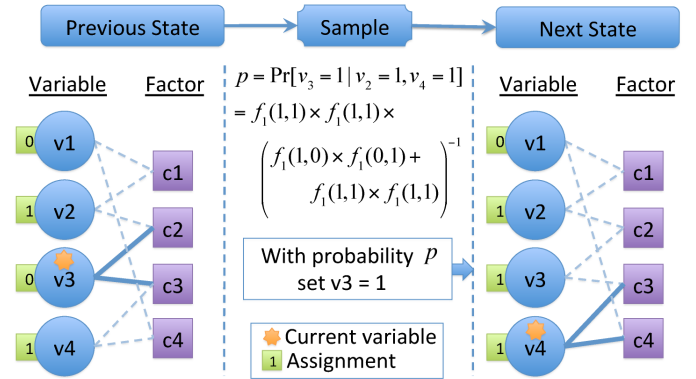 Previous State
Sample
Next State
Variable Factor
0 v1
1 v2
0 v3
1 v4
c1
c2
c3
c4
p = Pr[v₃ = 1 | v₂ = 1, v₄ = 1]
= f₁(1,1) × f₁(1,1) ×
(f₁(1,0) × f₁(0,1) +
f₁(1,1) × f₁(1,1))⁻¹
With probability p
set v3 = 1
Current variable
1 Assignment
Variable Factor
0 v1
1 v2
1 v3
1 v4
c1
c2
c3
c4